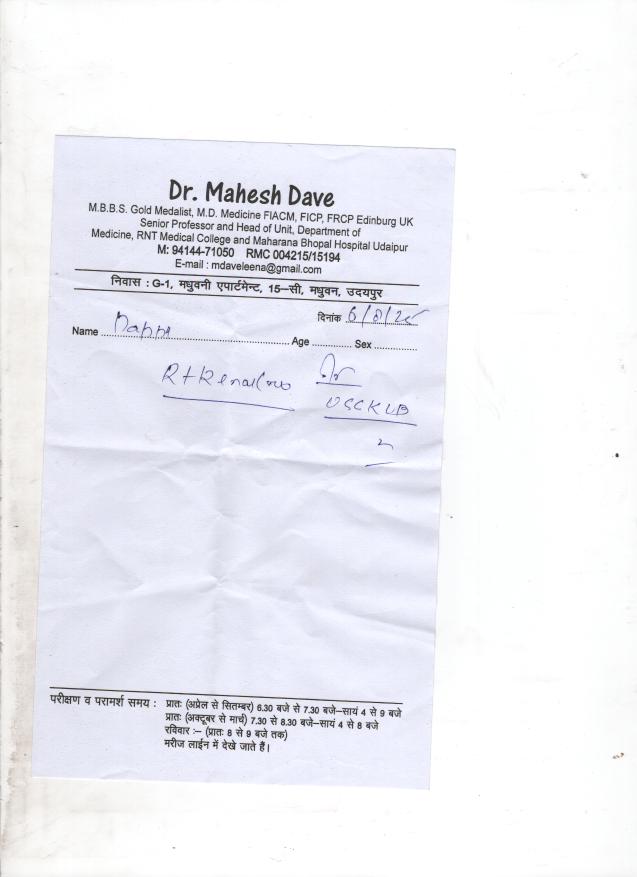 Dr. Mahesh Dave
M.B.B.S. Gold Medalist, M.D. Medicine FIACM, FICP, FRCP Edinburg UK
Senior Professor and Head of Unit, Department of
Medicine, RNT Medical College and Maharana Bhopal Hospital Udaipur
M: 94144-71050 RMC 004215/15194
E-mail : mdaveleena@gmail.com
निवास : G-1, मधुवनी एपार्टमेन्ट, 15–सी, मधुवन, उदयपुर
दिनांक 6/8/25
Name Age Sex
Rt Renal
USG KUB
परीक्षण व परामर्श समय : प्रातः (अप्रेल से सितम्बर) 6.30 बजे से 7.30 बजे–सायं 4 से 9 बजे
प्रातः (अक्टूबर से मार्च) 7.30 से 8.30 बजे–सायं 4 से 8 बजे
रविवार :– (प्रातः 8 से 9 बजे तक)
मरीज लाईन में देखे जाते हैं।